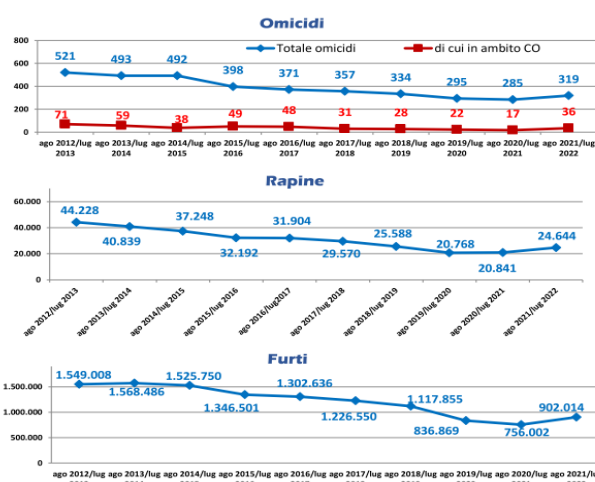 Omicidi
800
600
400
200
0
Totale omicidi
di cui in ambito CO
521 493 492 398 371 357 334 295 285 319
71 59 38 49 48 31 28 22 17 36
ago 2012/lug ago 2013/lug ago 2014/lug ago 2015/lug ago 2016/lug ago 2017/lug ago 2018/lug ago 2019/lug ago 2020/lug ago 2021/lug
2013 2014 2015 2016 2017 2018 2019 2020 2021 2022
Rapine
60.000
40.000
20.000
0
44.228 40.839 37.248 32.192 31.904 29.570 25.588 20.768 20.841 24.644
ago 2012/lug 2013
ago 2013/lug 2014
ago 2014/lug 2015
ago 2015/lug 2016
ago 2016/lug2017
ago 2017/lug 2018
ago 2018/lug 2019
ago 2019/lug 2020
ago 2020/lug 2021
ago 2021/lug 2022
Furti
1.500.000
1.000.000
500.000
0
1.549.008 1.568.486 1.525.750 1.346.501 1.302.636 1.226.550 1.117.855 836.869 756.002 902.014
ago 2012/lug ago 2013/lug ago 2014/lug ago 2015/lug ago 2016/lug ago 2017/lug ago 2018/lug ago 2019/lug ago 2020/lug ago 2021/lu